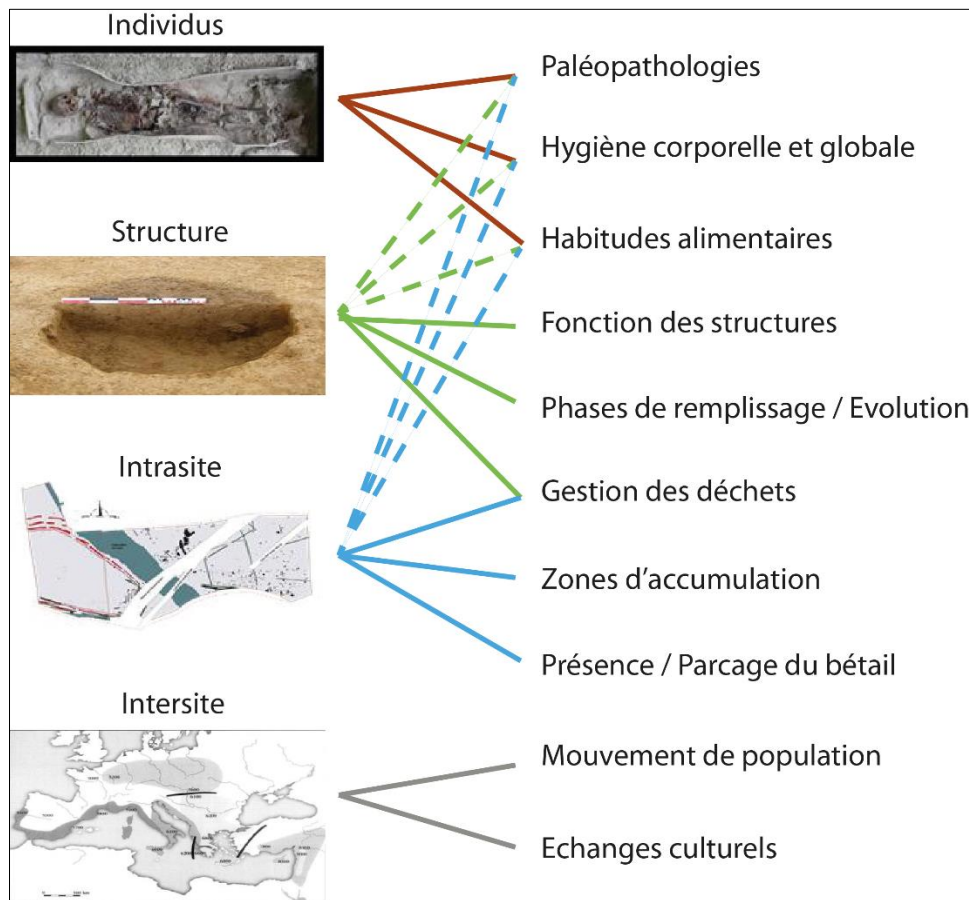 Individus
Structure
Intrasite
Intersite
Paléopathologies
Hygiène corporelle et globale
Habitudes alimentaires
Fonction des structures
Phases de remplissage / Evolution
Gestion des déchets
Zones d'accumulation
Présence / Parcage du bétail
Mouvement de population
Echanges culturels